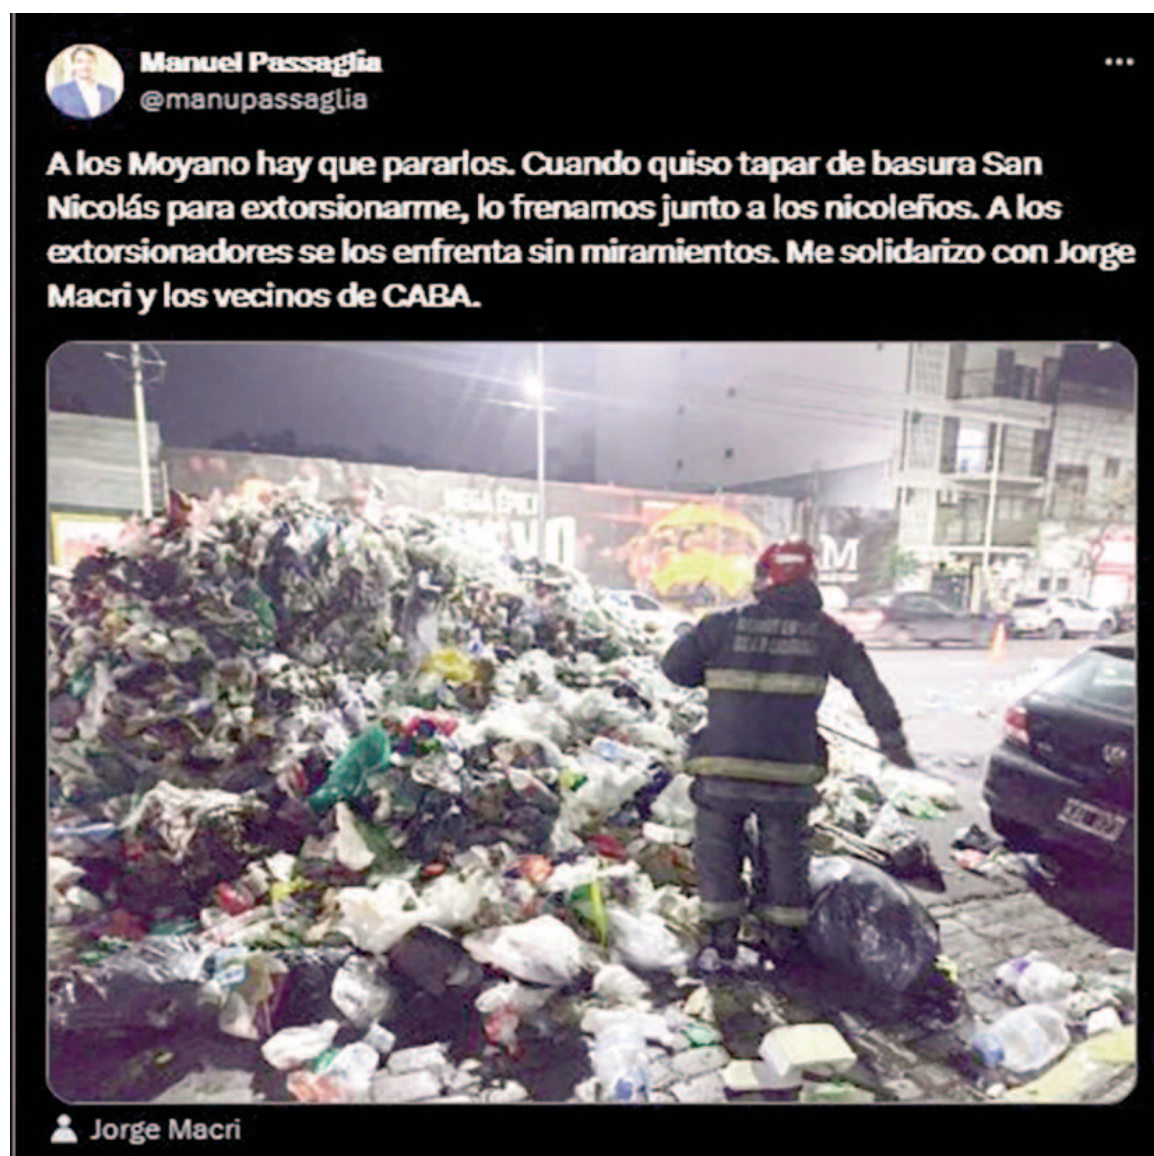 Manuel Passaglia
@manupassaglia
A los Moyano hay que pararlos. Cuando quiso tapar de basura San
Nicolás para extorsionarme, lo frenamos junto a los nicoleños. A los
extorsionadores se los enfrenta sin miramientos. Me solidarizo con Jorge
Macri y los vecinos de CABA.
M
Jorge Macri